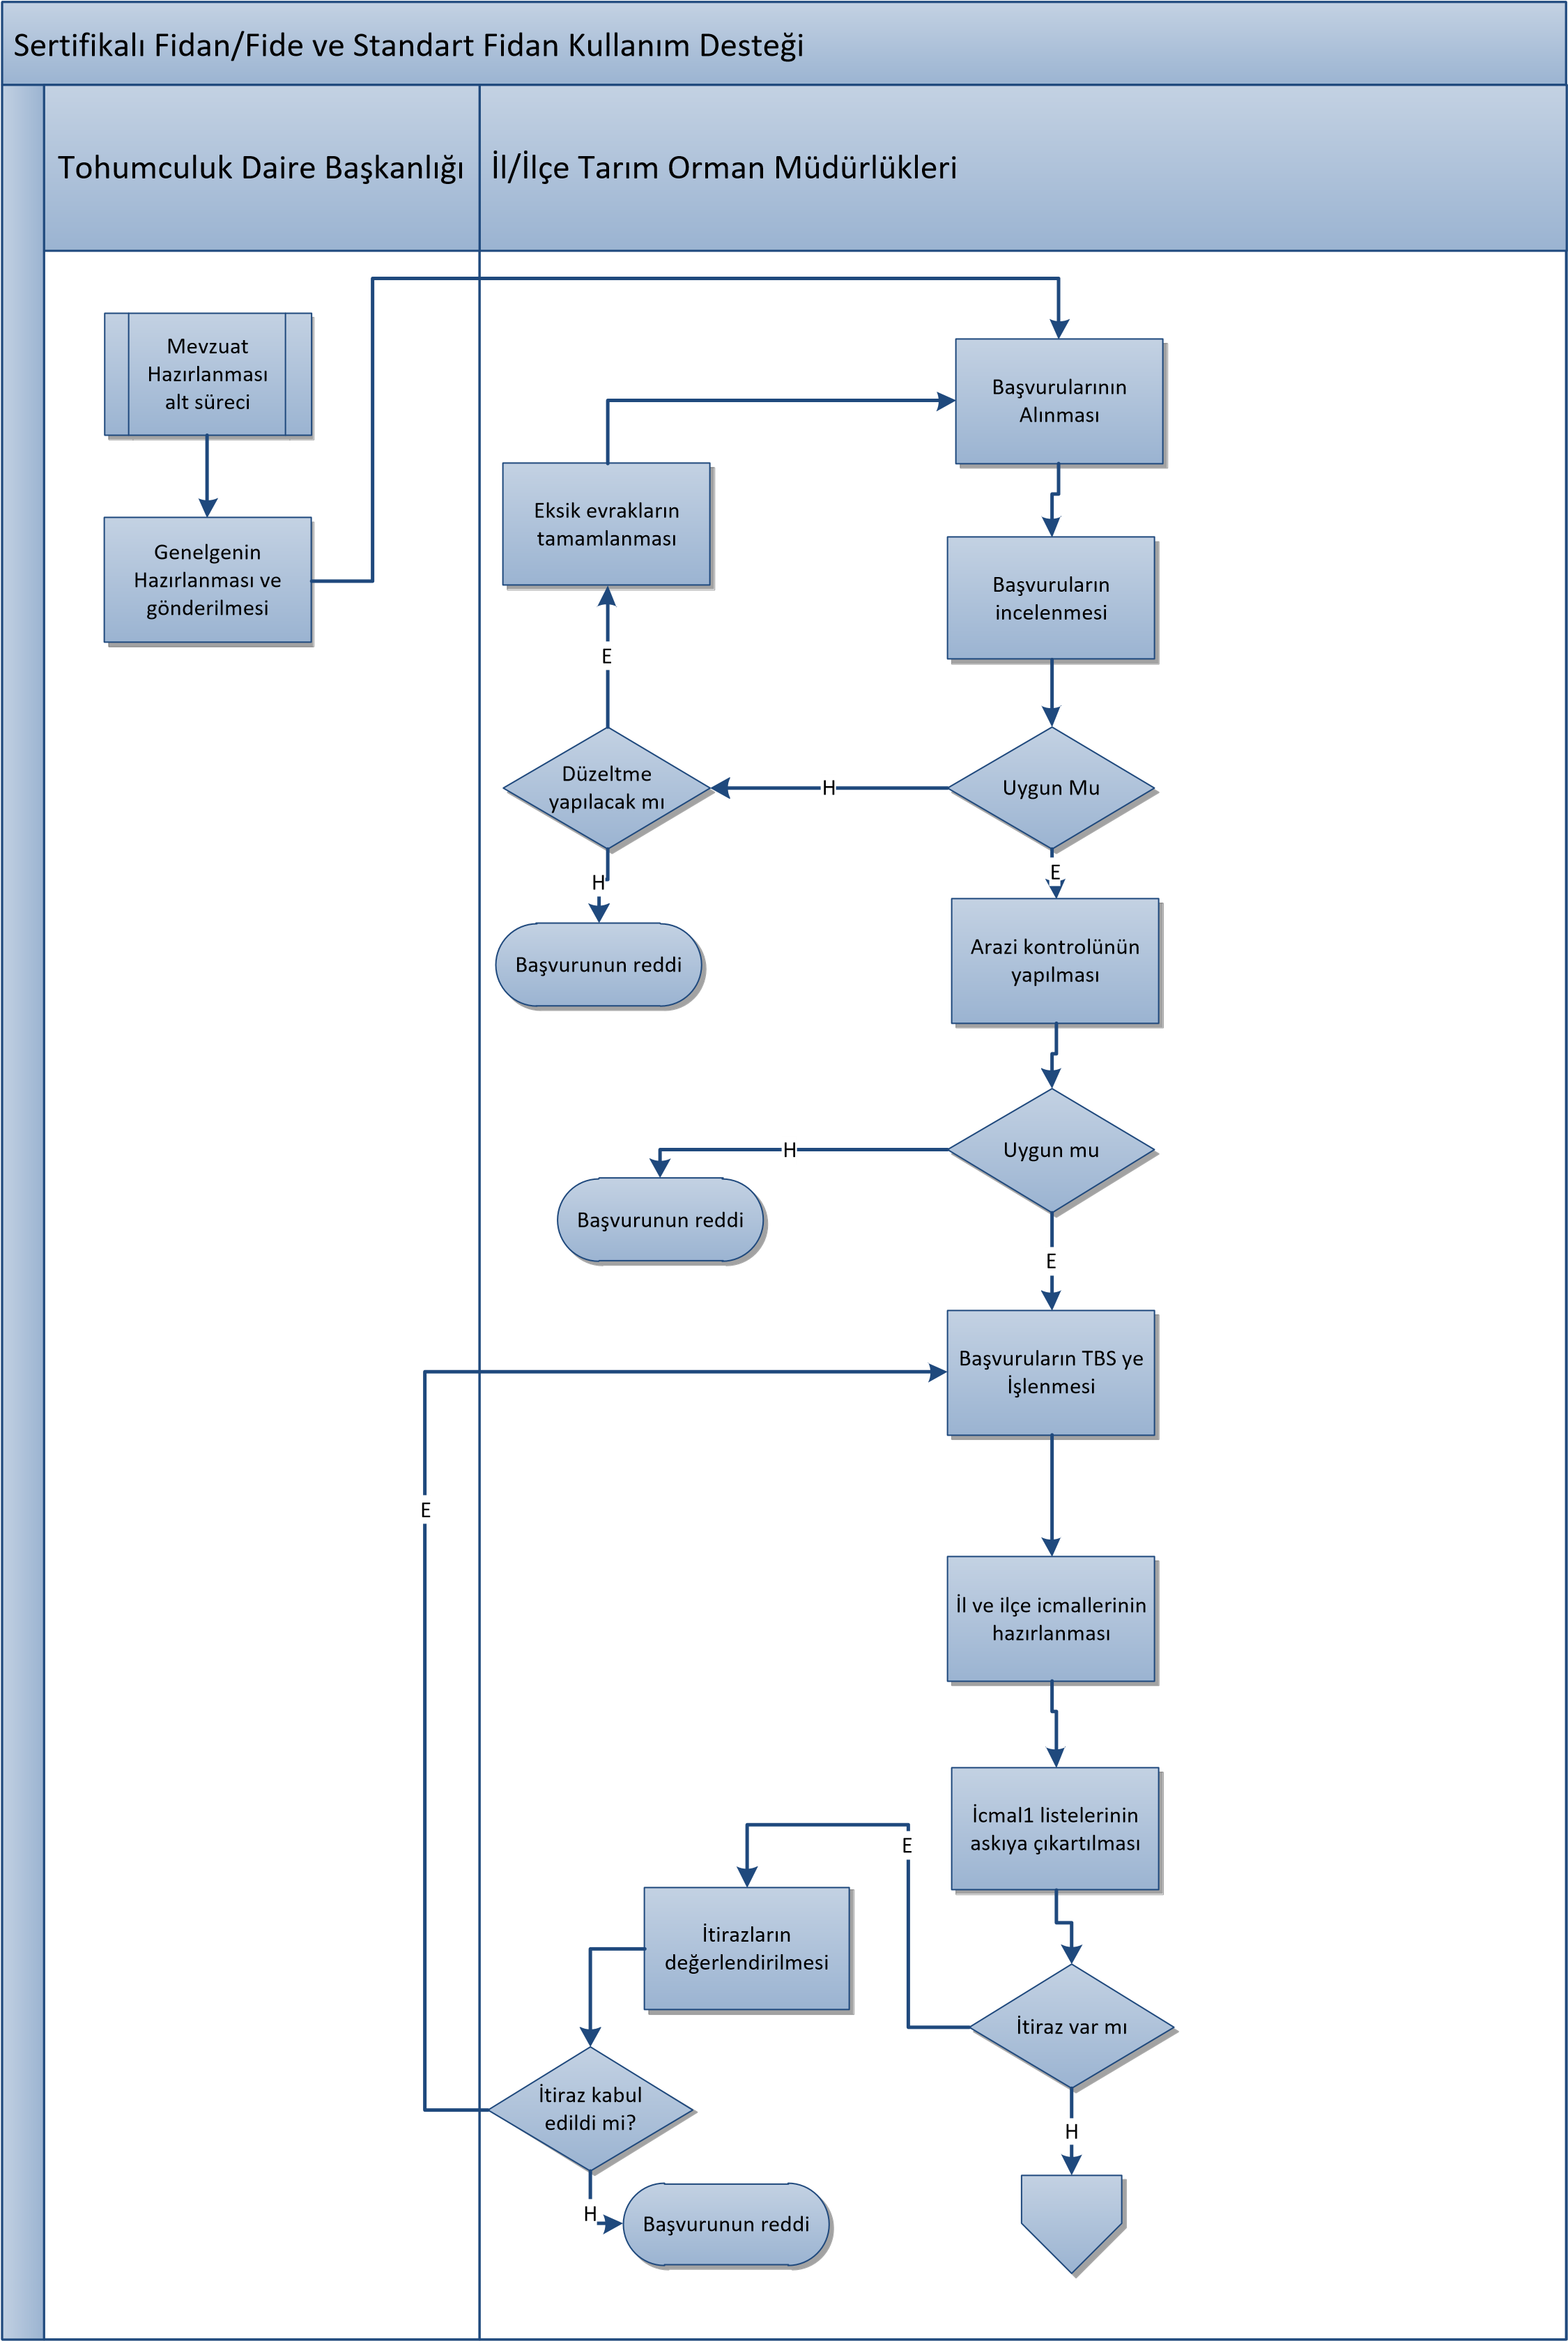 Sertifikalı Fidan/Fide ve Standart Fidan Kullanım Desteği
Tohumculuk Daire Başkanlığı
İl/İlçe Tarım Orman Müdürlükleri
Mevzuat
Hazırlanması
alt süreci
Genelgenin
Hazırlanması ve
gönderilmesi
Başvurularının
Alınması
Eksik evrakların
tamamlanması
Başvuruların
incelenmesi
E
Düzeltme
yapılacak mı
H
Uygun Mu
E
H
Başvurunun reddi
Arazi kontrolünün
yapılması
Uygun mu
H
Başvurunun reddi
E
Başvuruların TBS ye
İşlenmesi
E
İl ve ilçe icmallerinin
hazırlanması
İcmal1 listelerinin
askıya çıkartılması
E
İtirazların
değerlendirilmesi
İtiraz var mı
İtiraz kabul
edildi mi?
H
H
Başvurunun reddi